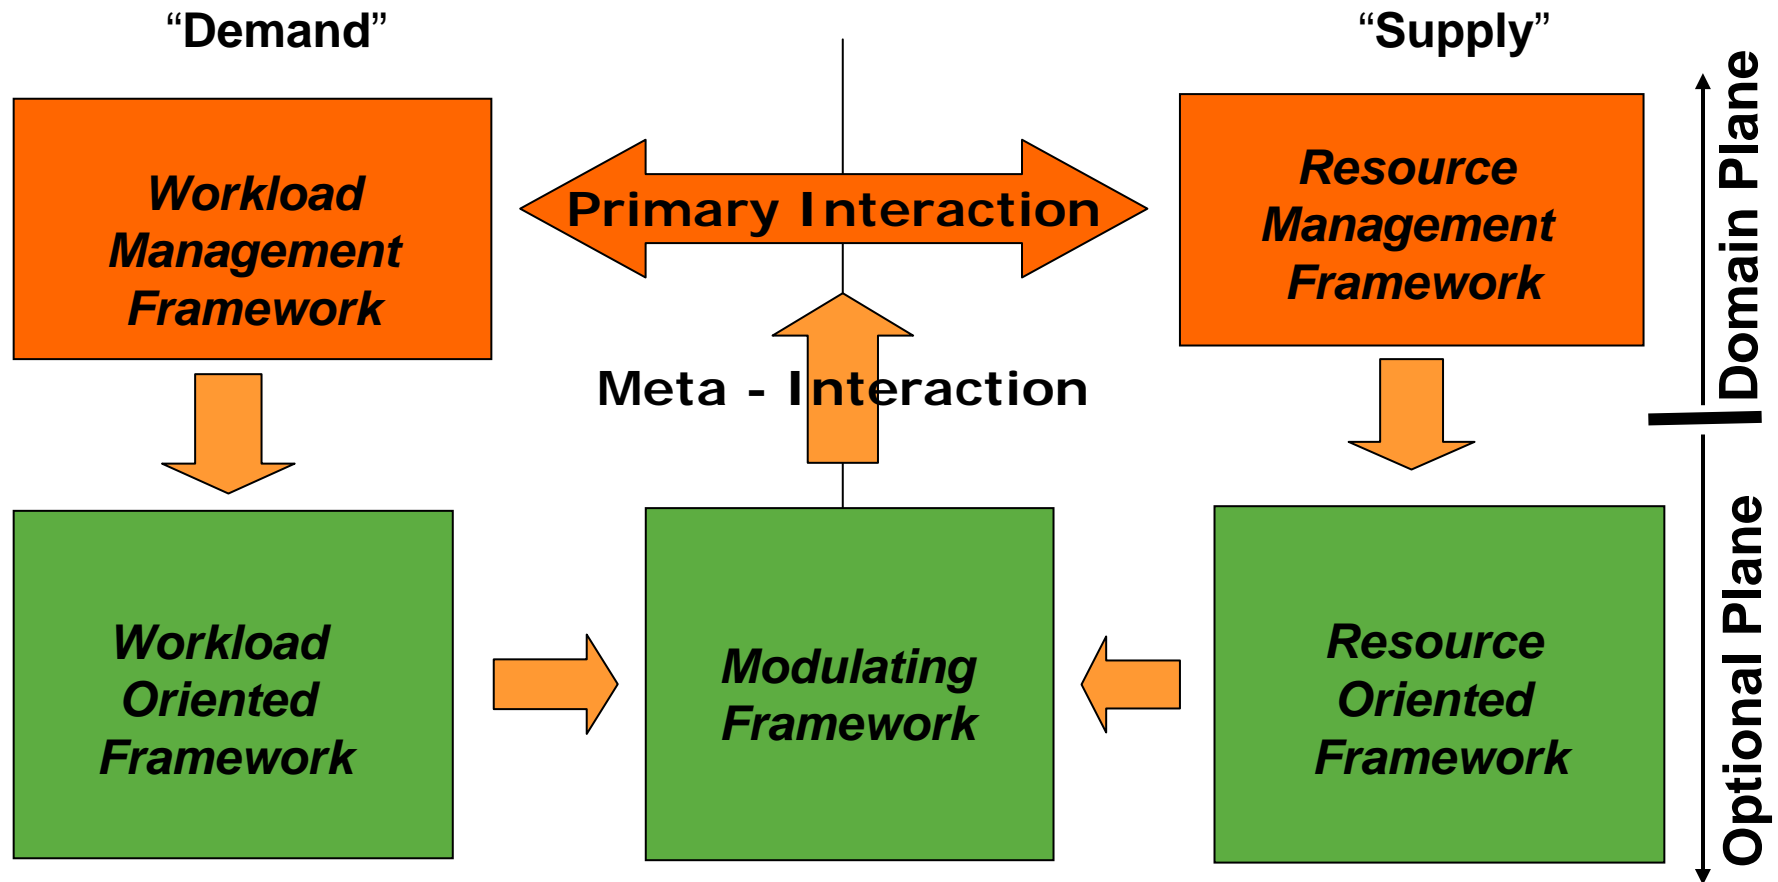 “Demand”
“Supply”
Workload
Management
Framework
Primary Interaction
Resource
Management
Framework
Domain Plane
Meta - Interaction
Workload
Oriented
Framework
Modulating
Framework
Resource
Oriented
Framework
Optional Plane